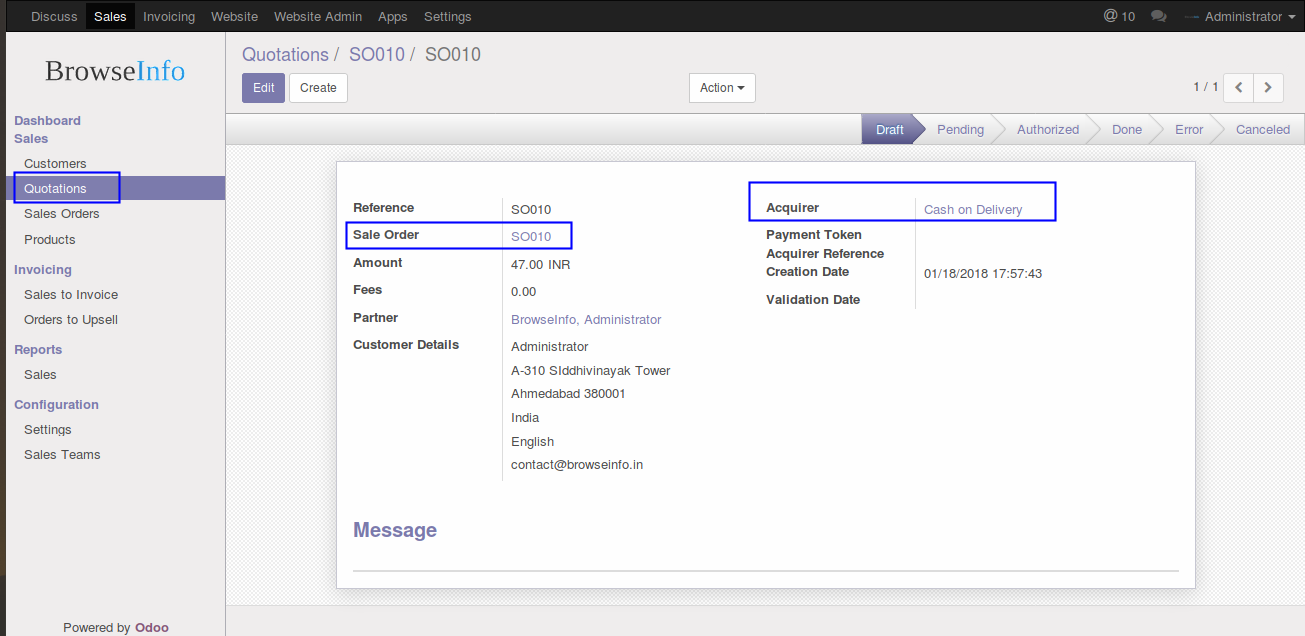 Discuss Sales Invoicing Website Website Admin Apps Settings @ 10 Administrator
BrowseInfo
Dashboard
Sales
Customers
Quotations
Sales Orders
Products
Invoicing
Sales to Invoice
Orders to Upsell
Reports
Sales
Configuration
Settings
Sales Teams
Powered by Odoo
Quotations / SO010 / SO010
Edit Create Action 1 / 1
Draft Pending Authorized Done Error Canceled
Reference SO010
Sale Order SO010
Amount 47.00 INR
Fees 0.00
Partner BrowseInfo, Administrator
Customer Details Administrator
A-310 SIddhivinayak Tower
Ahmedabad 380001
India
English
contact@browseinfo.in
Acquirer Cash on Delivery
Payment Token
Acquirer Reference
Creation Date 01/18/2018 17:57:43
Validation Date
Message